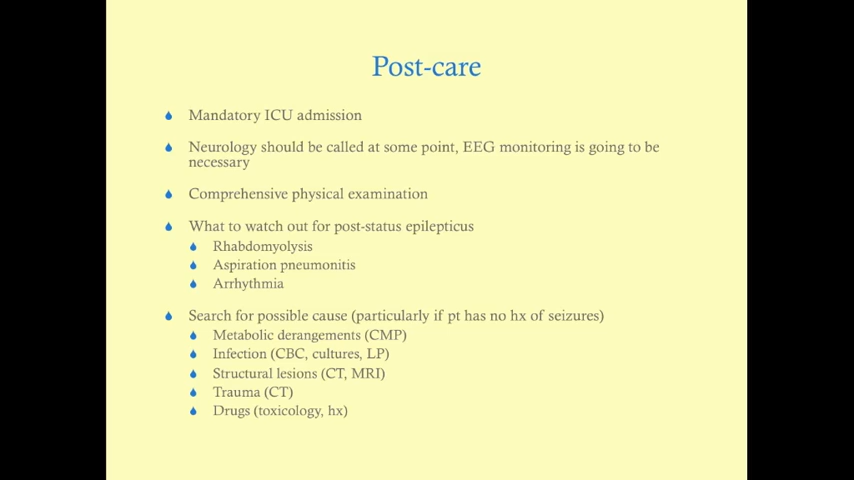 Post-care
Mandatory ICU admission
Neurology should be called at some point, EEG monitoring is going to be
necessary
Comprehensive physical examination
What to watch out for post-status epilepticus
Rhabdomyolysis
Aspiration pneumonitis
Arrhythmia
Search for possible cause (particularly if pt has no hx of seizures)
Metabolic derangements (CMP)
Infection (CBC, cultures, LP)
Structural lesions (CT, MRI)
Trauma (CT)
Drugs (toxicology, hx)